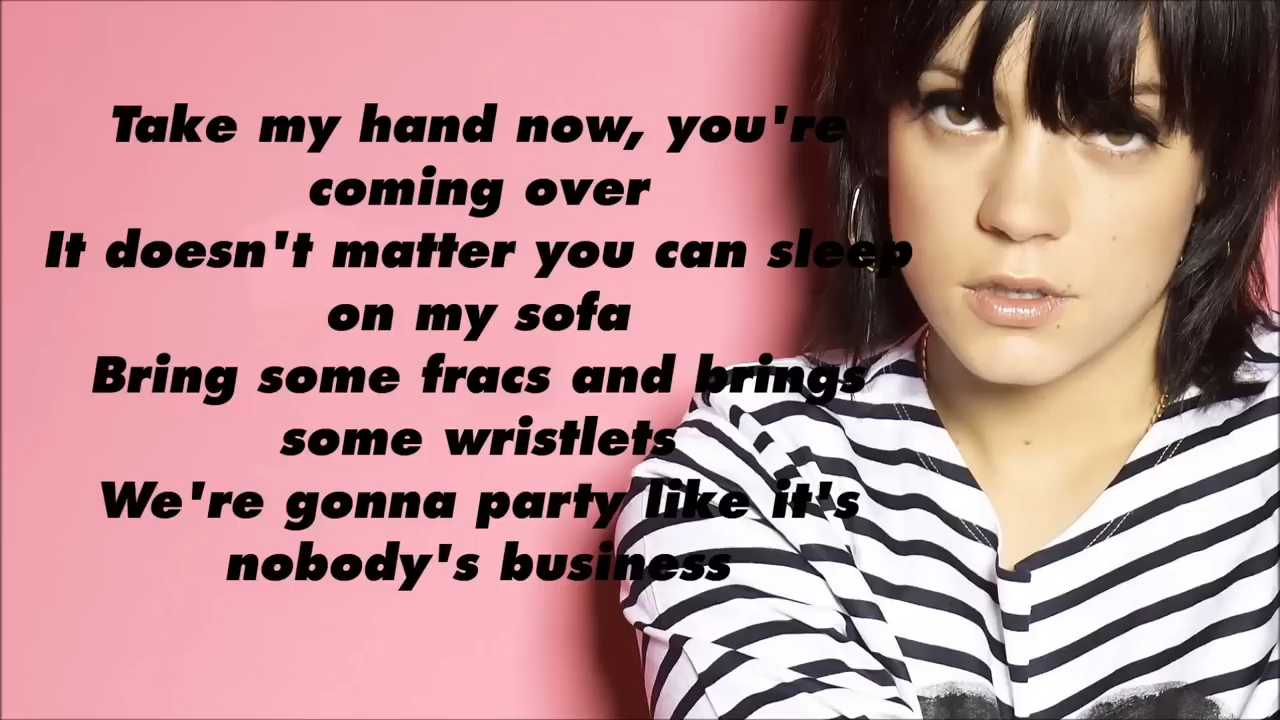 Take my hand now, you're
coming over
It doesn't matter you can sleep
on my sofa
Bring some fracs and brings
some wristlets
We're gonna party like it's
nobody's business